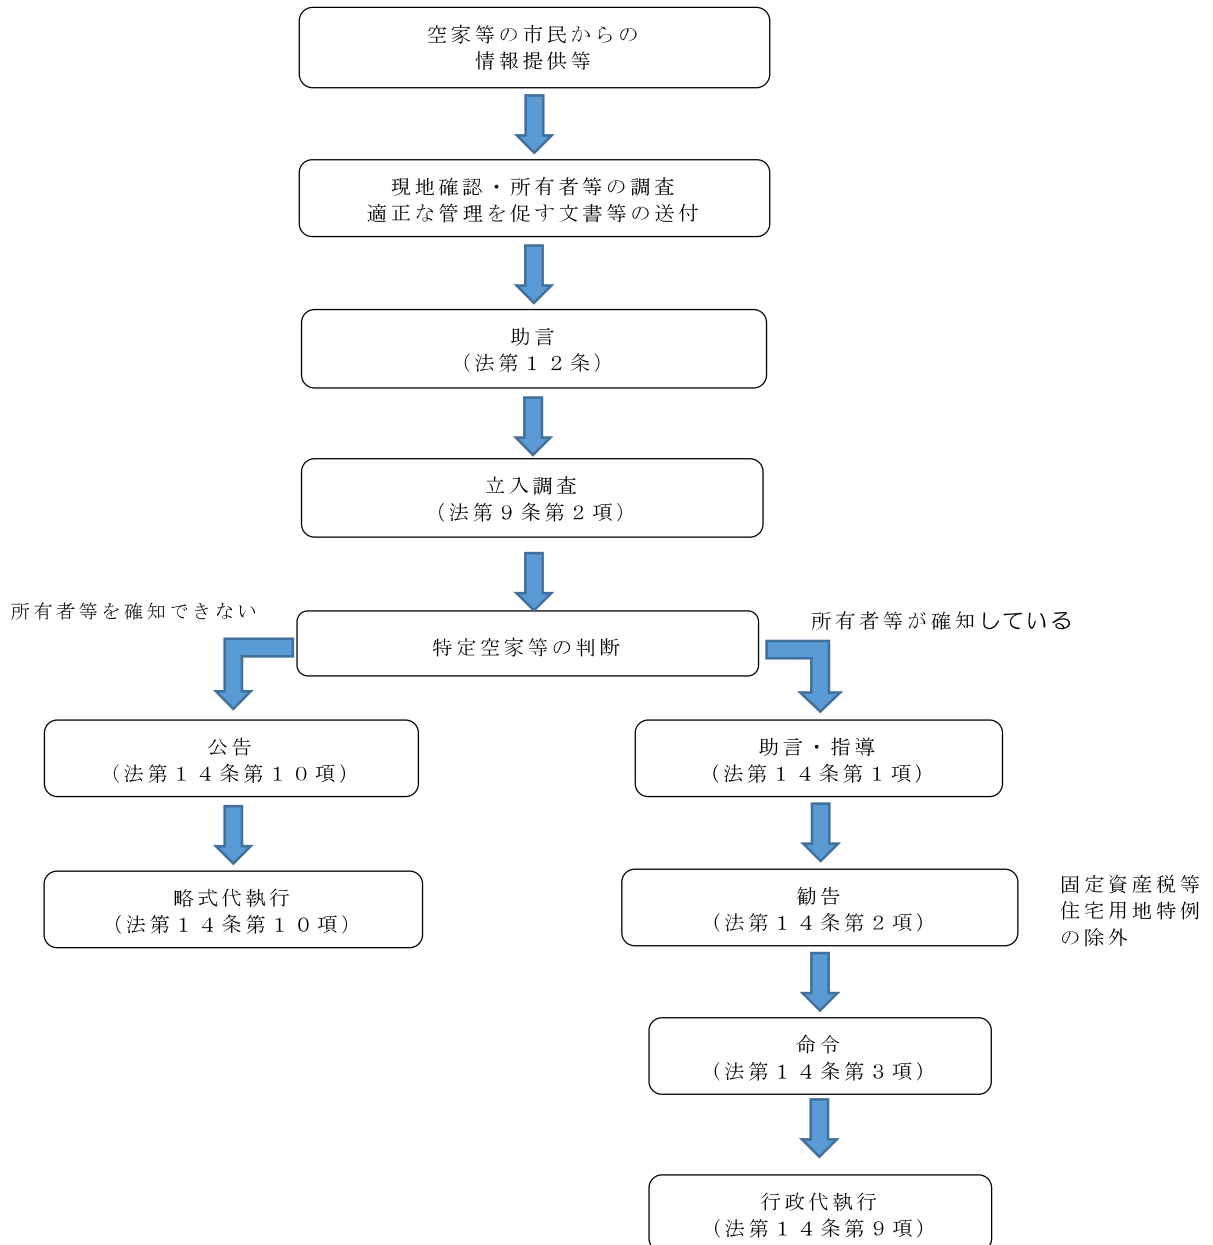 空家等の市民からの
情報提供等
現地確認・所有者等の調査
適正な管理を促す文書等の送付
助言
（法第１２条）
立入調査
（法第９条第２項）
所有者等を確知できない
所有者等が確知している
特定空家等の判断
公告
（法第１４条第１０項）
助言・指導
（法第１４条第１項）
略式代執行
（法第１４条第１０項）
勧告
（法第１４条第２項）
固定資産税等
住宅用地特例
の除外
命令
（法第１４条第３項）
行政代執行
（法第１４条第９項）